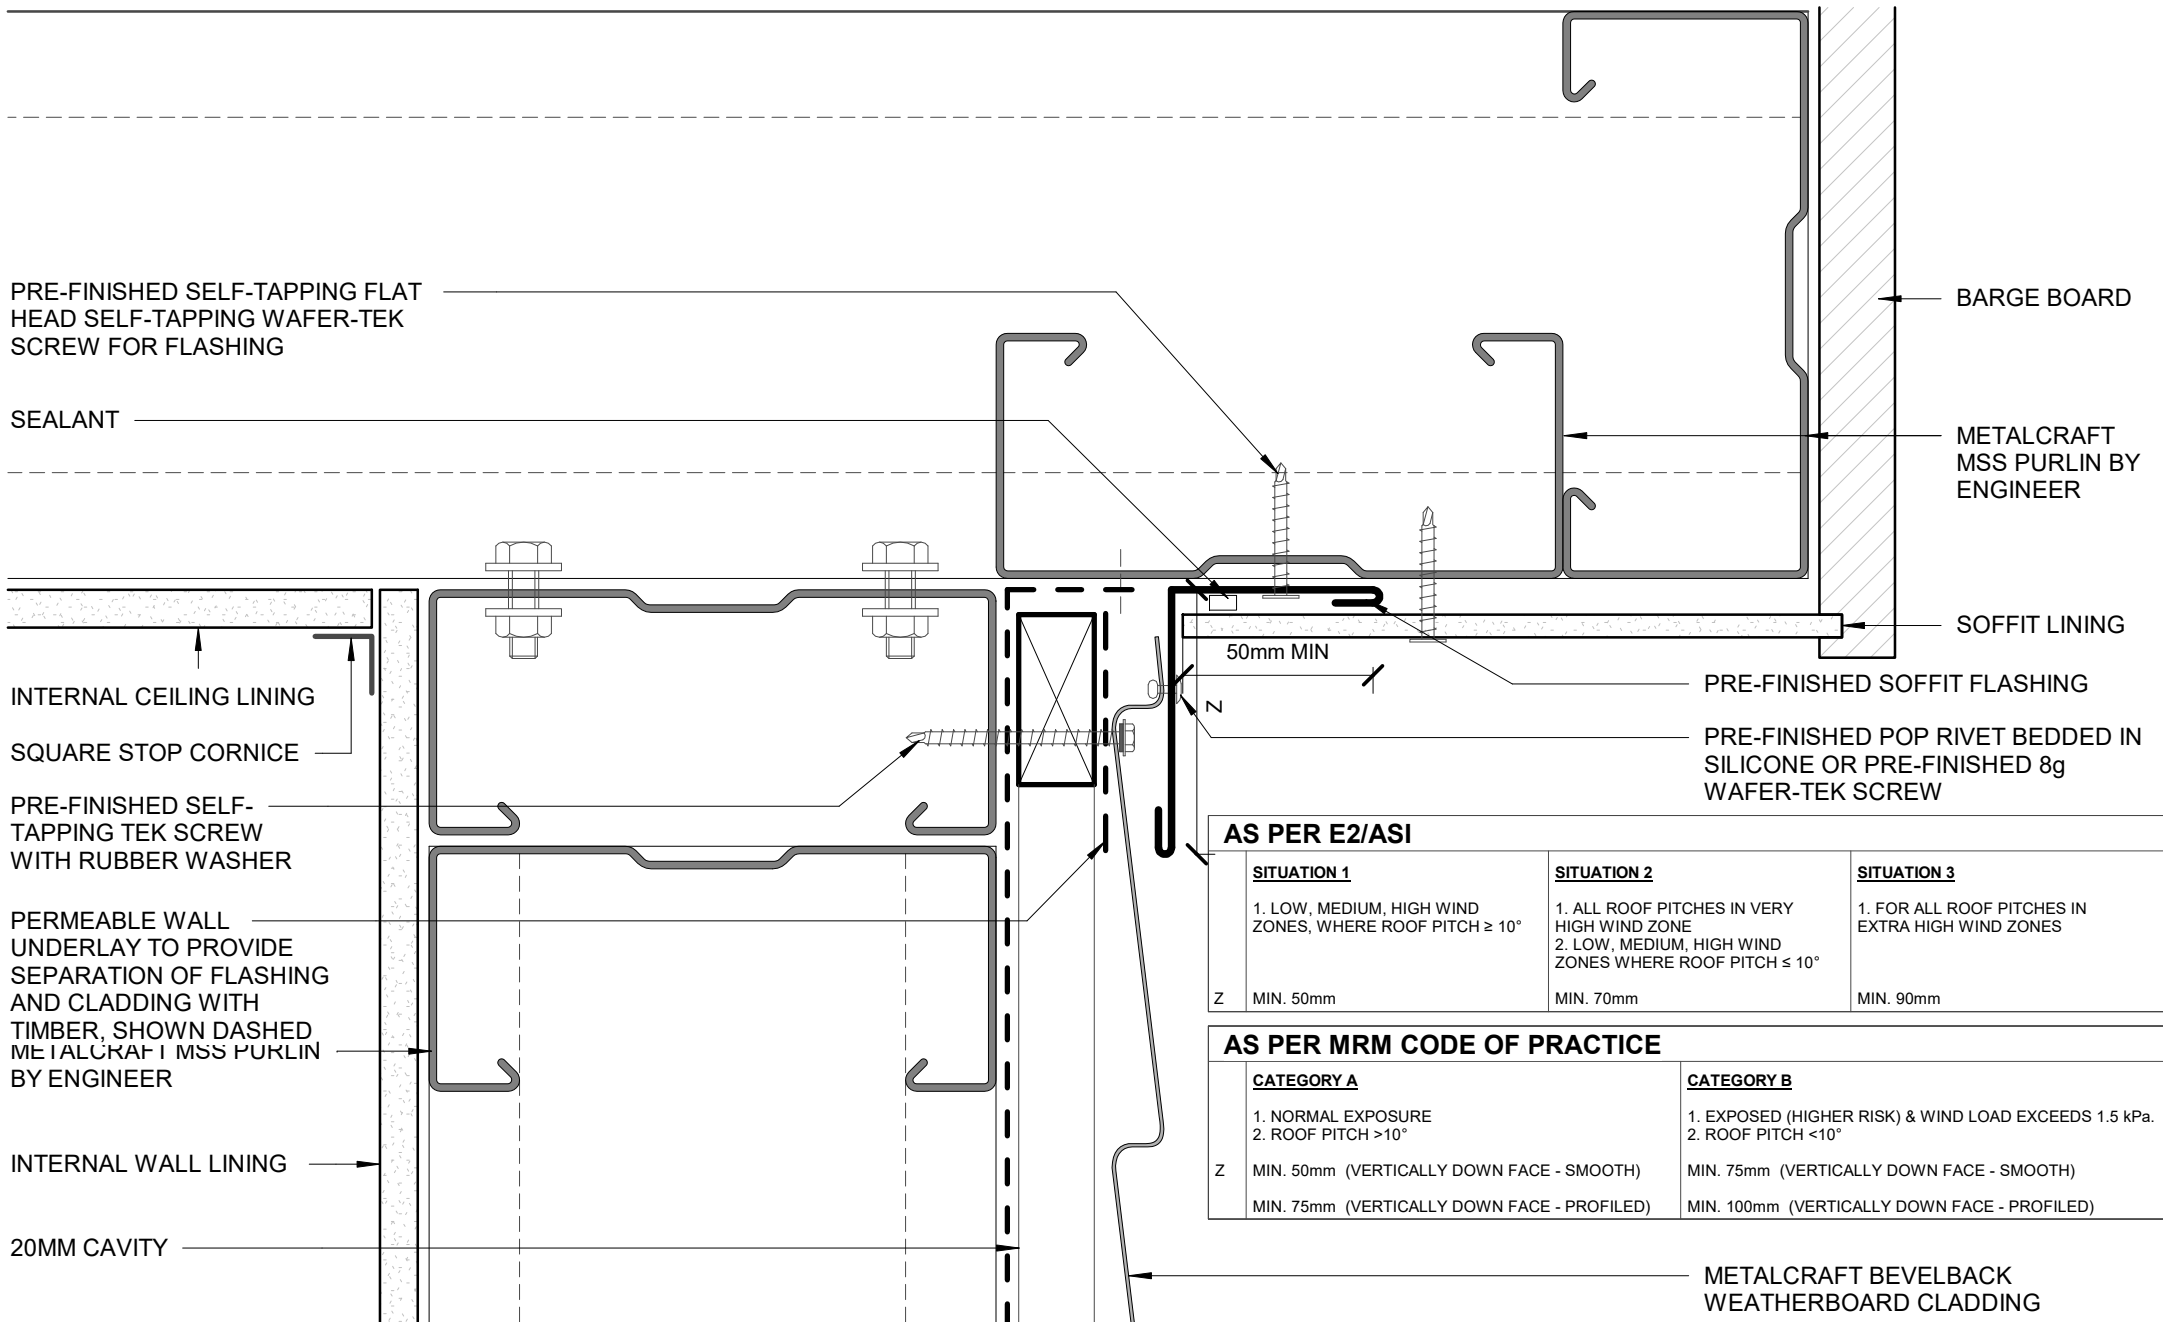 PRE-FINISHED SELF-TAPPING FLAT
HEAD SELF-TAPPING WAFER-TEK
SCREW FOR FLASHING
SEALANT
INTERNAL CEILING LINING
SQUARE STOP CORNICE
PRE-FINISHED SELF-
TAPPING TEK SCREW
WITH RUBBER WASHER
PERMEABLE WALL
UNDERLAY TO PROVIDE
SEPARATION OF FLASHING
AND CLADDING WITH
TIMBER, SHOWN DASHED
METALCRAFT MSS PURLIN
BY ENGINEER
INTERNAL WALL LINING
20MM CAVITY
BARGE BOARD
METALCRAFT
MSS PURLIN BY
ENGINEER
SOFFIT LINING
50mm MIN
Z
PRE-FINISHED SOFFIT FLASHING
PRE-FINISHED POP RIVET BEDDED IN
SILICONE OR PRE-FINISHED 8g
WAFER-TEK SCREW
AS PER E2/ASI
SITUATION 1
1. LOW, MEDIUM, HIGH WIND
ZONES, WHERE ROOF PITCH ≥ 10°
SITUATION 2
1. ALL ROOF PITCHES IN VERY
HIGH WIND ZONE
2. LOW, MEDIUM, HIGH WIND
ZONES WHERE ROOF PITCH ≤ 10°
SITUATION 3
1. FOR ALL ROOF PITCHES IN
EXTRA HIGH WIND ZONES
Z MIN. 50mm MIN. 70mm MIN. 90mm
AS PER MRM CODE OF PRACTICE
CATEGORY A
1. NORMAL EXPOSURE
2. ROOF PITCH >10°
CATEGORY B
1. EXPOSED (HIGHER RISK) & WIND LOAD EXCEEDS 1.5 kPa.
2. ROOF PITCH <10°
Z MIN. 50mm (VERTICALLY DOWN FACE - SMOOTH) MIN. 75mm (VERTICALLY DOWN FACE - SMOOTH)
MIN. 75mm (VERTICALLY DOWN FACE - PROFILED) MIN. 100mm (VERTICALLY DOWN FACE - PROFILED)
METALCRAFT BEVELBACK
WEATHERBOARD CLADDING